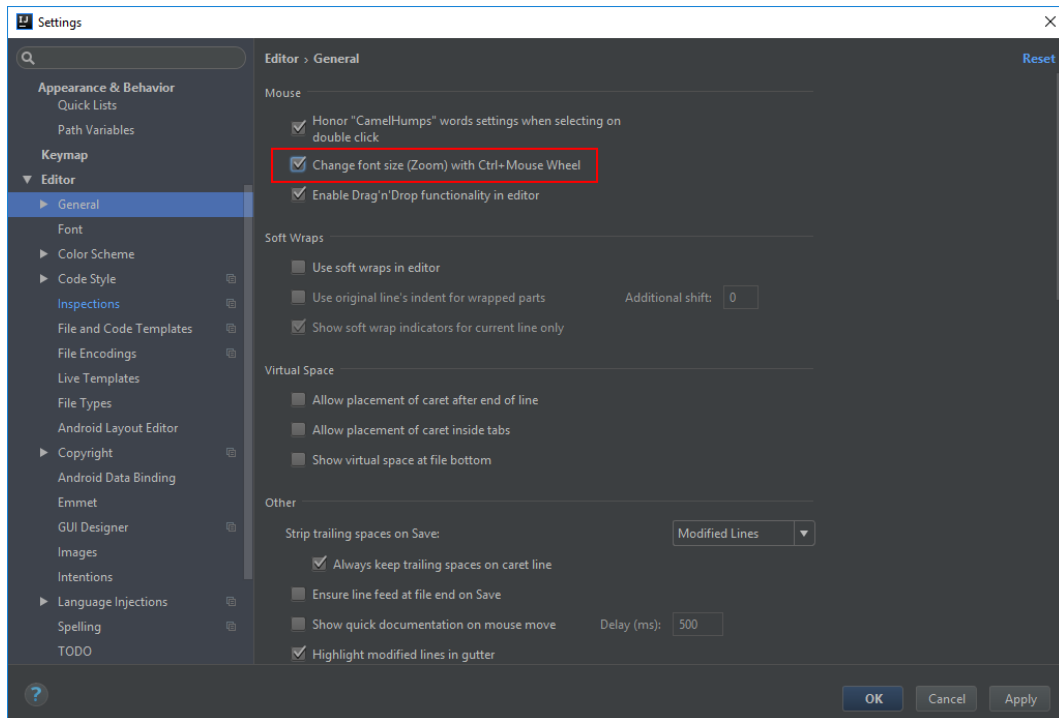 Settings
Appearance & Behavior
Quick Lists
Path Variables
Keymap
Editor
General
Font
Color Scheme
Code Style
Inspections
File and Code Templates
File Encodings
Live Templates
File Types
Android Layout Editor
Copyright
Android Data Binding
Emmet
GUI Designer
Images
Intentions
Language Injections
Spelling
TODO
Editor › General
Reset
Mouse
Honor "CamelHumps" words settings when selecting on
double click
Change font size (Zoom) with Ctrl+Mouse Wheel
Enable Drag'n'Drop functionality in editor
Soft Wraps
Use soft wraps in editor
Use original line's indent for wrapped parts Additional shift: 0
Show soft wrap indicators for current line only
Virtual Space
Allow placement of caret after end of line
Allow placement of caret inside tabs
Show virtual space at file bottom
Other
Strip trailing spaces on Save: Modified Lines
Always keep trailing spaces on caret line
Ensure line feed at file end on Save
Show quick documentation on mouse move Delay (ms): 500
Highlight modified lines in gutter
?
OK Cancel Apply